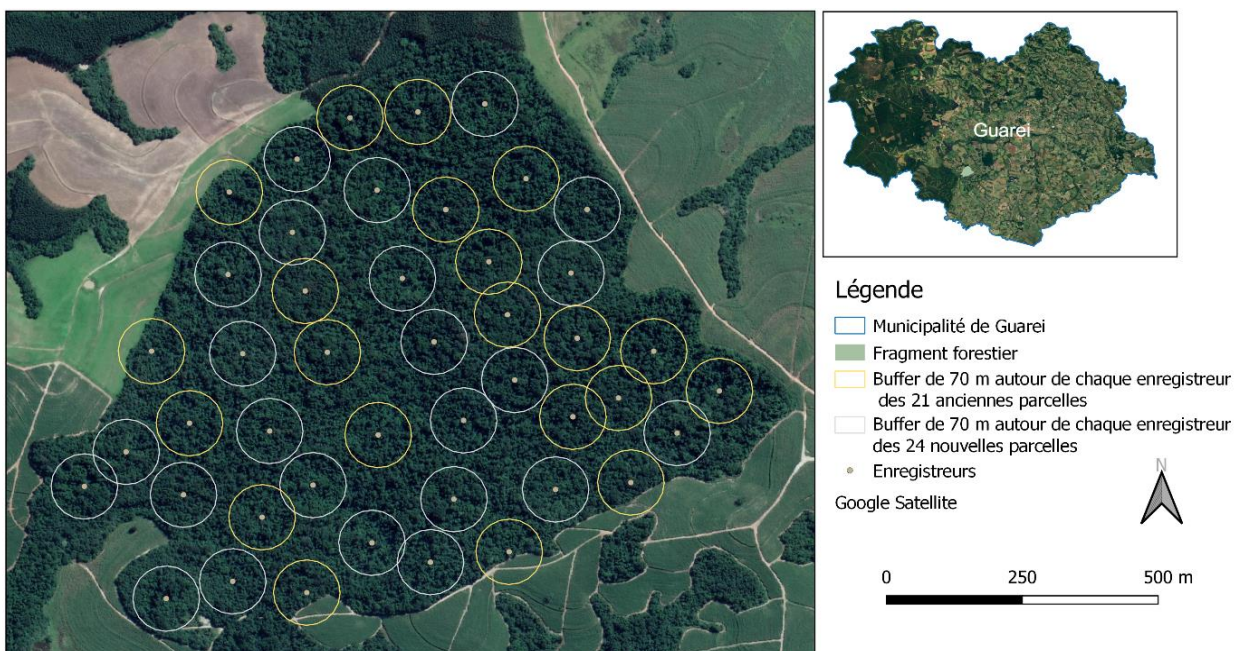 Guarei
Légende
Municipalité de Guarei
Fragment forestier
Buffer de 70 m autour de chaque enregistreur
des 21 anciennes parcelles
Buffer de 70 m autour de chaque enregistreur
des 24 nouvelles parcelles
Enregistreurs
Google Satellite
N
0 250 500 m